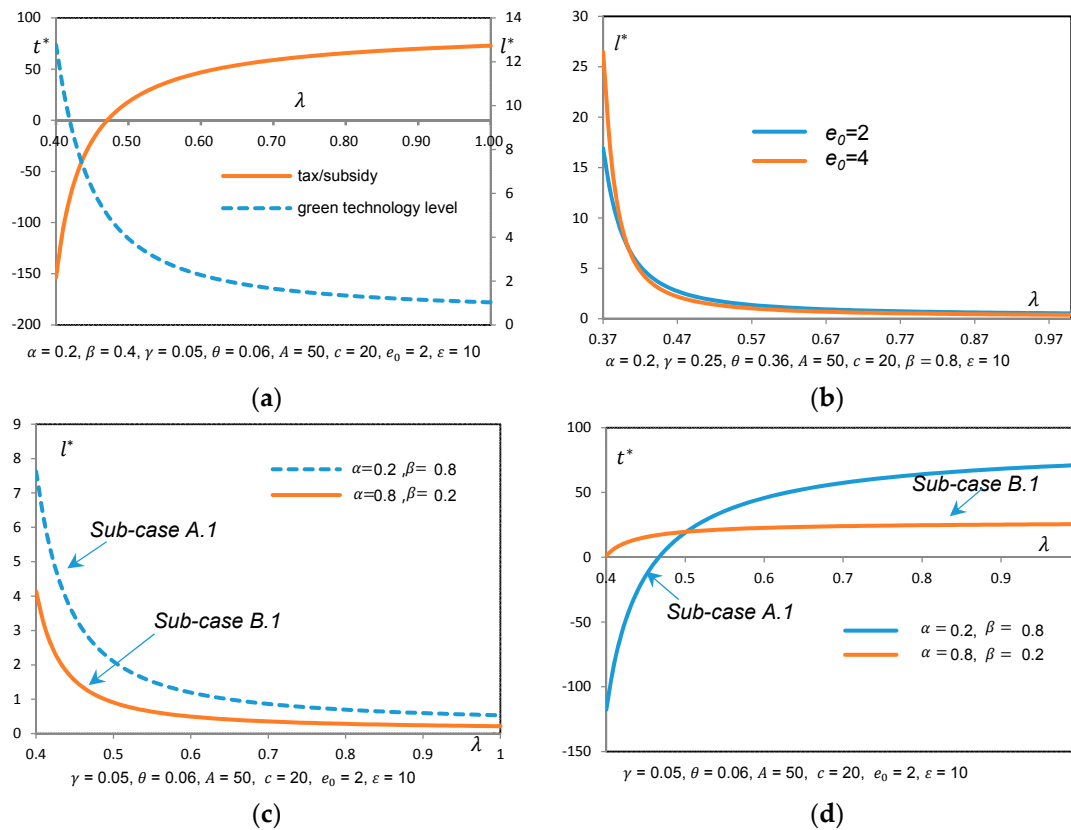 100
50
0
-50
-100
-150
-200
t*
14
12
10
8
6
4
2
0
l*
λ
0.40 0.50 0.60 0.70 0.80 0.90 1.00
tax/subsidy
green technology level
α = 0.2, β = 0.4, γ = 0.05, θ = 0.06, A = 50, c = 20, e₀ = 2, ε = 10
(a)
30
25
20
15
10
5
0
l*
e₀=2
e₀=4
λ
0.37 0.47 0.57 0.67 0.77 0.87 0.97
α = 0.2, γ = 0.25, θ = 0.36, A = 50, c = 20, β = 0.8, ε = 10
(b)
9
8
7
6
5
4
3
2
1
0
l*
α=0.2 ,β= 0.8
α=0.8 ,β= 0.2
Sub-case A.1
Sub-case B.1
0.4 0.5 0.6 0.7 0.8 0.9 λ 1
γ = 0.05, θ = 0.06, A = 50, c = 20, e₀ = 2, ε = 10
(c)
100
50
0
-50
-100
-150
t*
Sub-case B.1
λ
0.4 0.5 0.6 0.7 0.8 0.9
Sub-case A.1
α = 0.2, β = 0.8
α = 0.8, β = 0.2
γ = 0.05, θ = 0.06, A = 50, c = 20, e₀ = 2, ε = 10
(d)